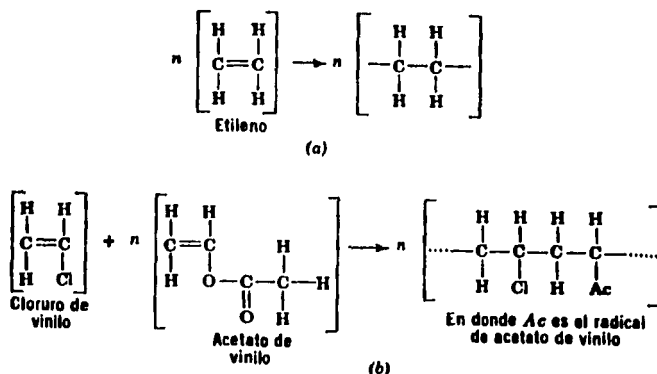 n [ H H → n [ H H
C=C —C—C—
H H ] H H ]
Etileno
(a)
[ H H + n [ H H → n [ H H H H
C=C C=C H ····· —C—C—C—C— ·····
H Cl ] H O—C—C—H H Cl H Ac ]
O H ]
Cloruro de
vinilo
Acetato de
vinilo
En donde Ac es el radical
de acetato de vinilo
(b)